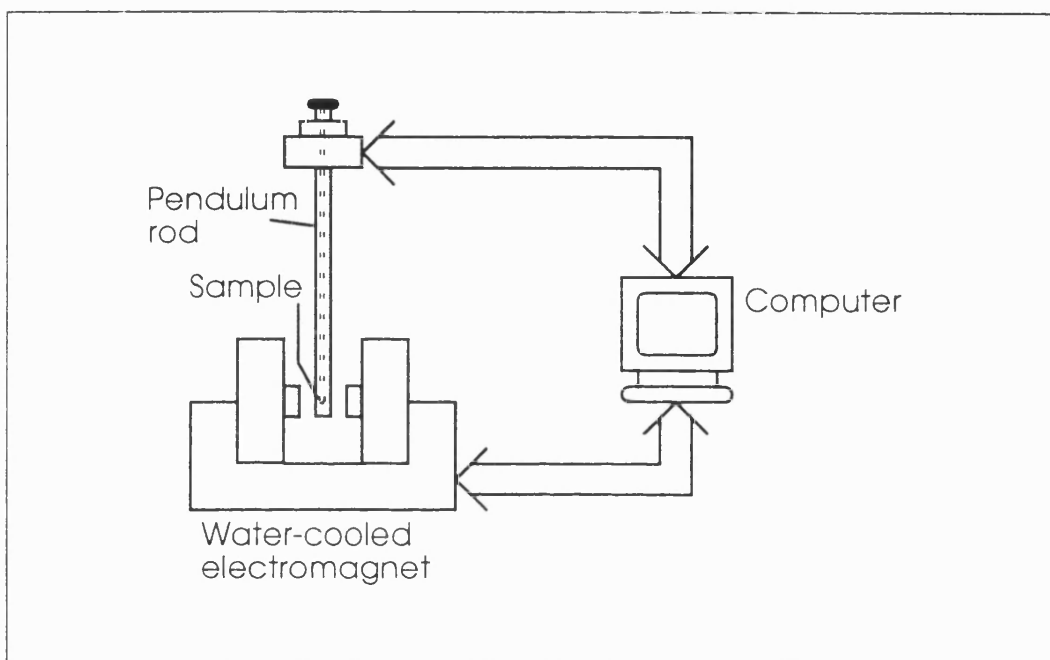 Pendulum
rod
Sample
Computer
Water-cooled
electromagnet